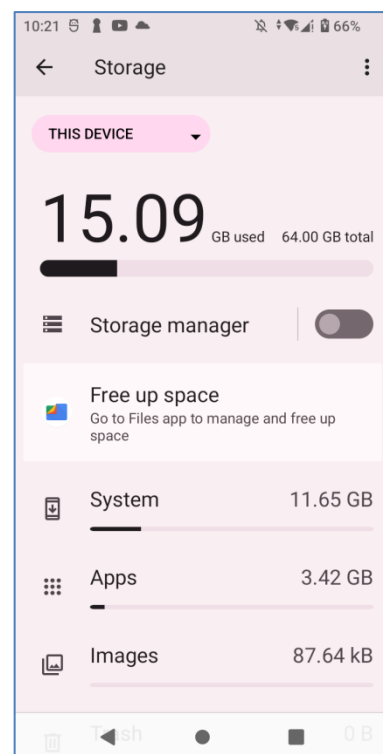 10:21 66%
Storage
THIS DEVICE
15.09 GB used 64.00 GB total
Storage manager
Free up space
Go to Files app to manage and free up
space
System 11.65 GB
Apps 3.42 GB
Images 87.64 kB
Trash 0 B